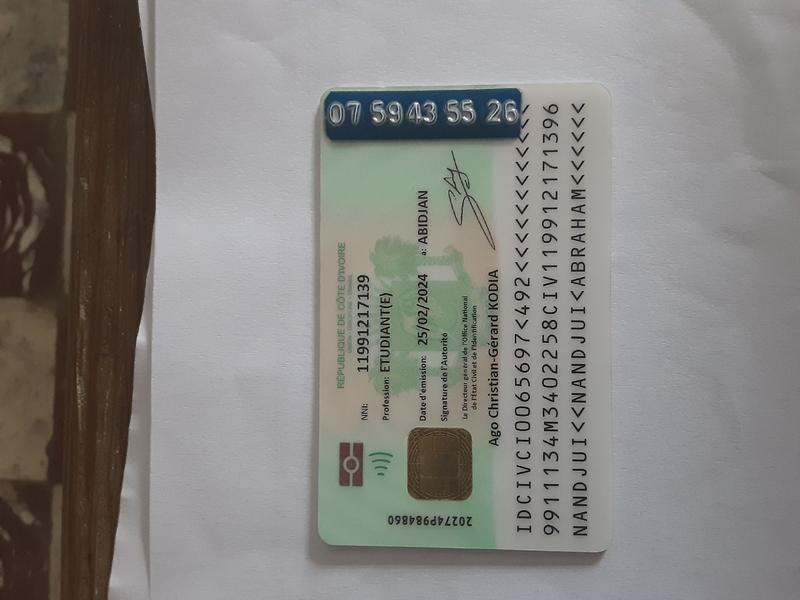 07 59 43 55 26
RÉPUBLIQUE DE CÔTE D'IVOIRE
NNI: 11991217139
Profession: ETUDIANT(E)
Date d'émission: 25/02/2024 à: ABIDJAN
Signature de l'Autorité
Le Directeur général de l'Office National
de l'État Civil et de l'Identification
Ago Christian-Gérard KODIA
20274P984860
IDCIVCI0065697<492<<<<<<<<<<<<
9911134M3402258CIV119912171396
NANDJUI<<NANDJUI<ABRAHAM<<<<<<